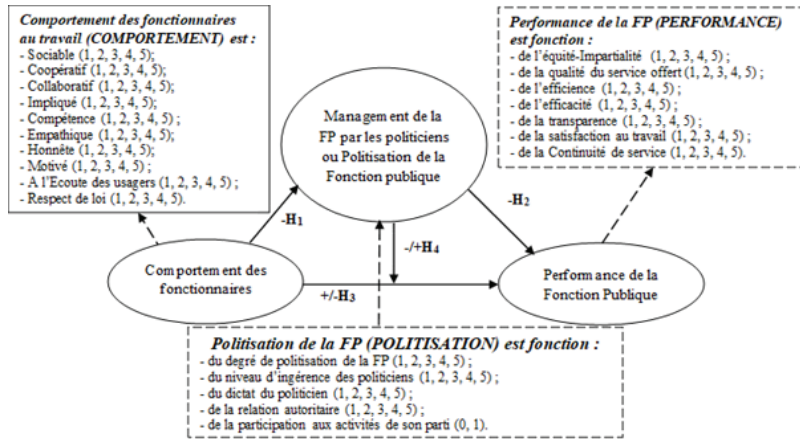 Comportement des fonctionnaires
au travail (COMPORTEMENT) est :
- Sociable (1, 2, 3, 4, 5);
- Coopératif (1, 2, 3, 4, 5);
- Collaboratif (1, 2, 3, 4, 5);
- Impliqué (1, 2, 3, 4, 5);
- Compétence (1, 2, 3, 4, 5);
- Empathique (1, 2, 3, 4, 5);
- Honnête (1, 2, 3, 4, 5);
- Motivé (1, 2, 3, 4, 5) ;
- A l'Ecoute des usagers (1, 2, 3, 4, 5) ;
- Respect de loi (1, 2, 3, 4, 5).
Performance de la FP (PERFORMANCE)
est fonction :
- de l'équité-Impartialité (1, 2, 3, 4, 5) ;
- de la qualité du service offert (1, 2, 3, 4, 5) ;
- de l'efficience (1, 2, 3, 4, 5) ;
- de l'efficacité (1, 2, 3, 4, 5) ;
- de la transparence (1, 2, 3, 4, 5) ;
- de la satisfaction au travail (1, 2, 3, 4, 5) ;
- de la Continuité de service (1, 2, 3, 4, 5).
Management de la
FP par les politiciens
ou Politisation de la
Fonction publique
-H1
-H2
-/+H4
+/-H3
Comportement des
fonctionnaires
Performance de la
Fonction Publique
Politisation de la FP (POLITISATION) est fonction :
- du degré de politisation de la FP (1, 2, 3, 4, 5) ;
- du niveau d'ingérence des politiciens (1, 2, 3, 4, 5) ;
- du dictat du politicien (1, 2, 3, 4, 5) ;
- de la relation autoritaire (1, 2, 3, 4, 5) ;
- de la participation aux activités de son parti (0, 1).